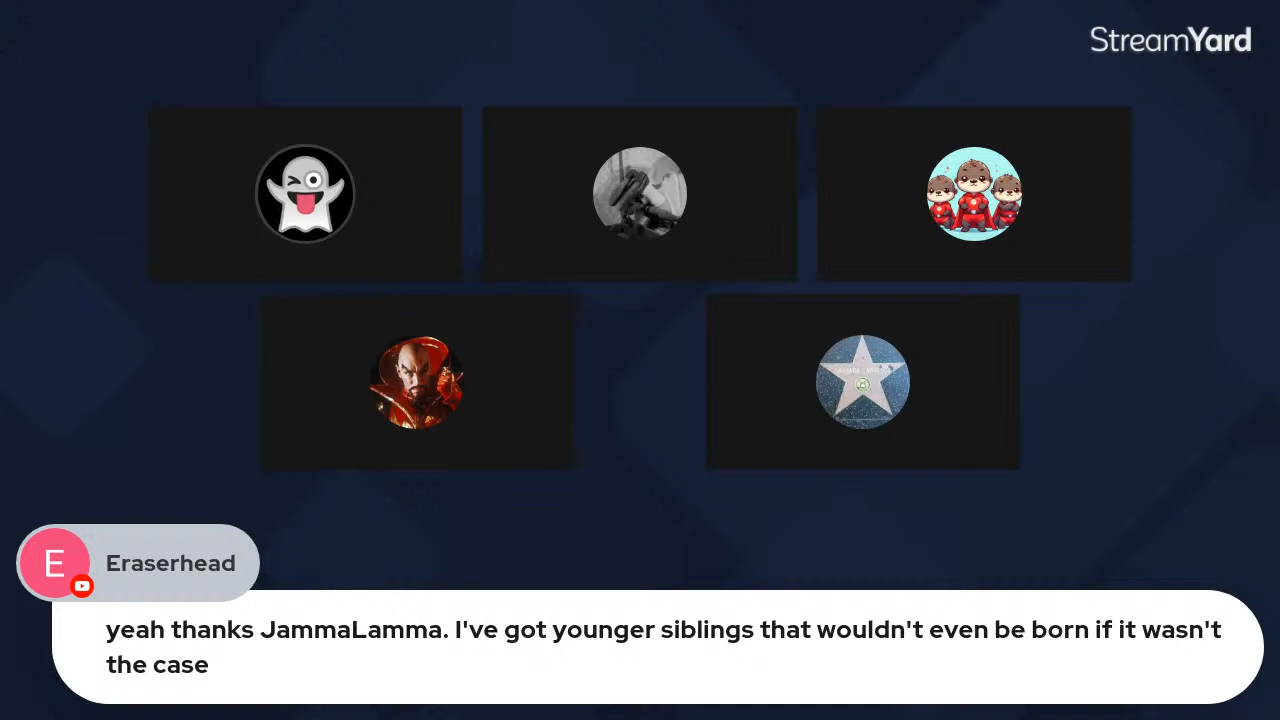 StreamYard
E
Eraserhead
yeah thanks JammaLamma. I've got younger siblings that wouldn't even be born if it wasn't
the case